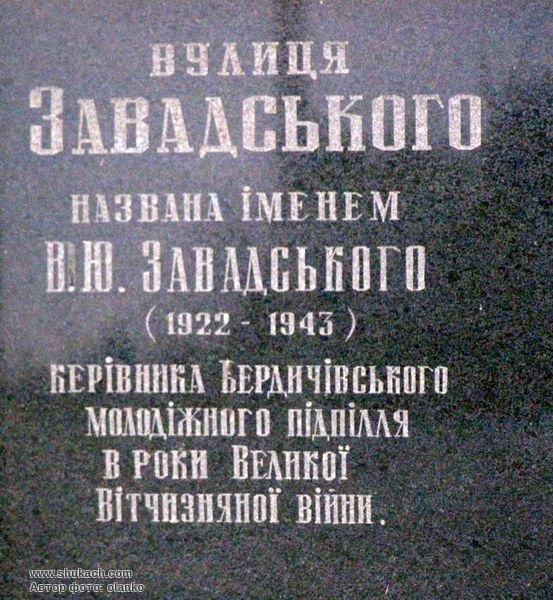 ВУЛИЦЯ
ЗАВАДСЬКОГО
НАЗВАНА ІМЕНЕМ
В.Ю. ЗАВАДСЬКОГО
(1922 - 1943)
КЕРІВНИКА БЕРДИЧІВСЬКОГО
МОЛОДІЖНОГО ПІДПІЛЛЯ
В РОКИ ВЕЛИКОЇ
ВІТЧИЗНЯНОЇ ВІЙНИ.
www.shukach.com
Автор фото: olanko